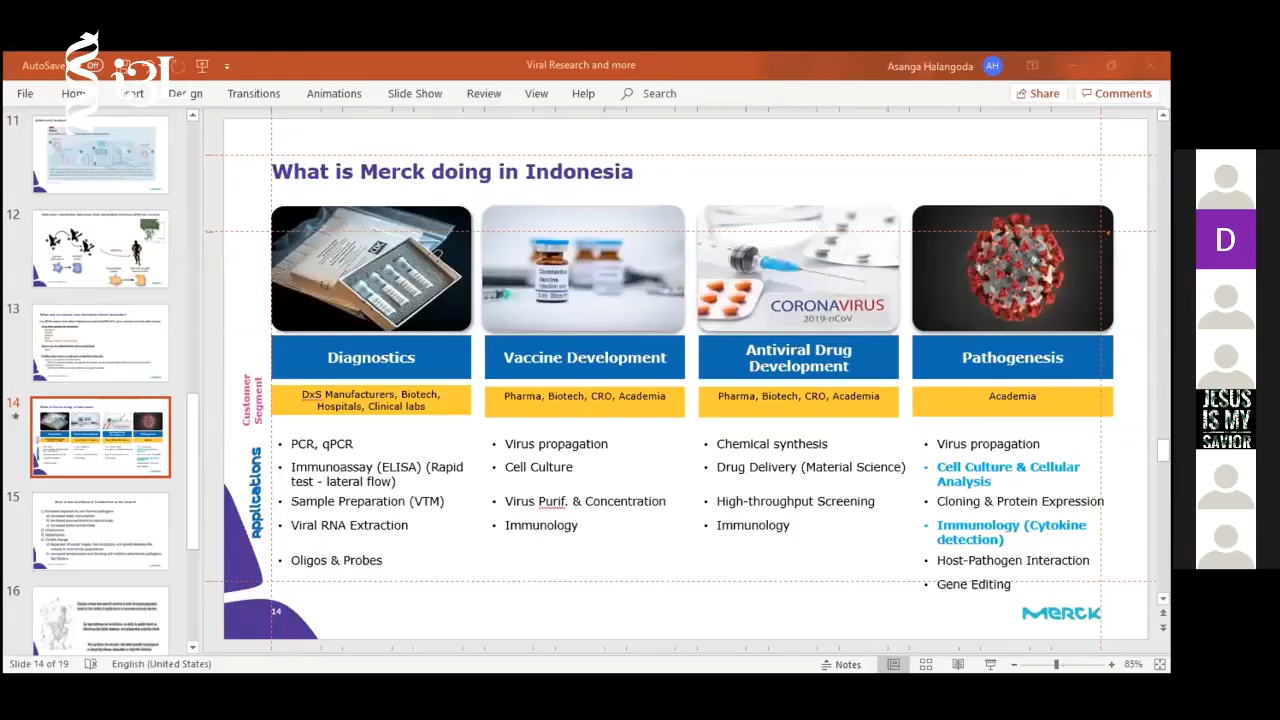 AutoSave Off
Viral Research and more
Asanga Halangoda AH
i3L
File Home Insert Design Transitions Animations Slide Show Review View Help Search
Share Comments
11
12
13
14
15
16
What is Merck doing in Indonesia
CORONAVIRUS
2019-nCoV
Diagnostics
Vaccine Development
Antiviral Drug
Development
Pathogenesis
Customer
Segment
DxS Manufacturers, Biotech,
Hospitals, Clinical labs
Pharma, Biotech, CRO, Academia
Pharma, Biotech, CRO, Academia
Academia
Applications
• PCR, qPCR
• Immunoassay (ELISA) (Rapid
test - lateral flow)
• Sample Preparation (VTM)
• Viral RNA Extraction
• Oligos & Probes
• Virus propagation
• Cell Culture
• Virus Purif. & Concentration
• Immunology
• Chemistry
• Drug Delivery (Material Science)
• High-throughput Screening
• Immunology
• Virus propagation
• Cell Culture & Cellular
Analysis
• Cloning & Protein Expression
• Immunology (Cytokine
detection)
• Host-Pathogen Interaction
• Gene Editing
14
MERCK
D
JESUS
IS MY
SAVIOR
Slide 14 of 19 English (United States)
Notes
85%